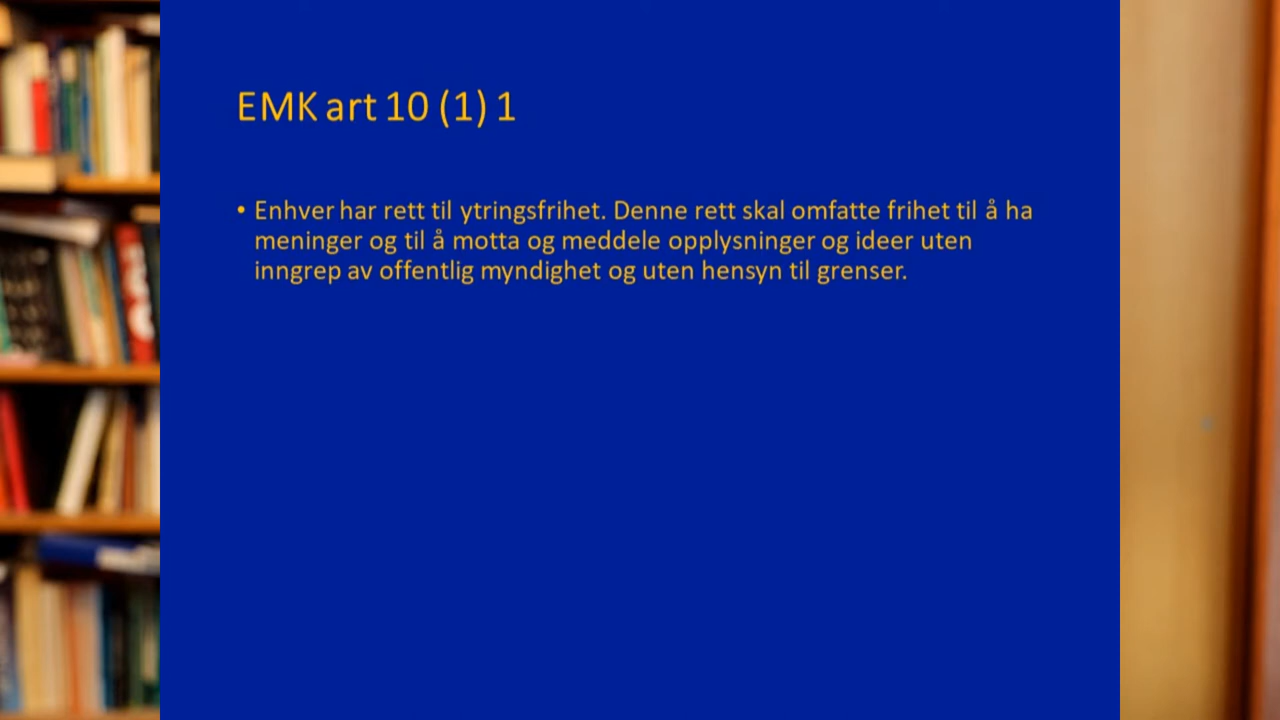 EMK art 10 (1) 1
• Enhver har rett til ytringsfrihet. Denne rett skal omfatte frihet til å ha
meninger og til å motta og meddele opplysninger og ideer uten
inngrep av offentlig myndighet og uten hensyn til grenser.